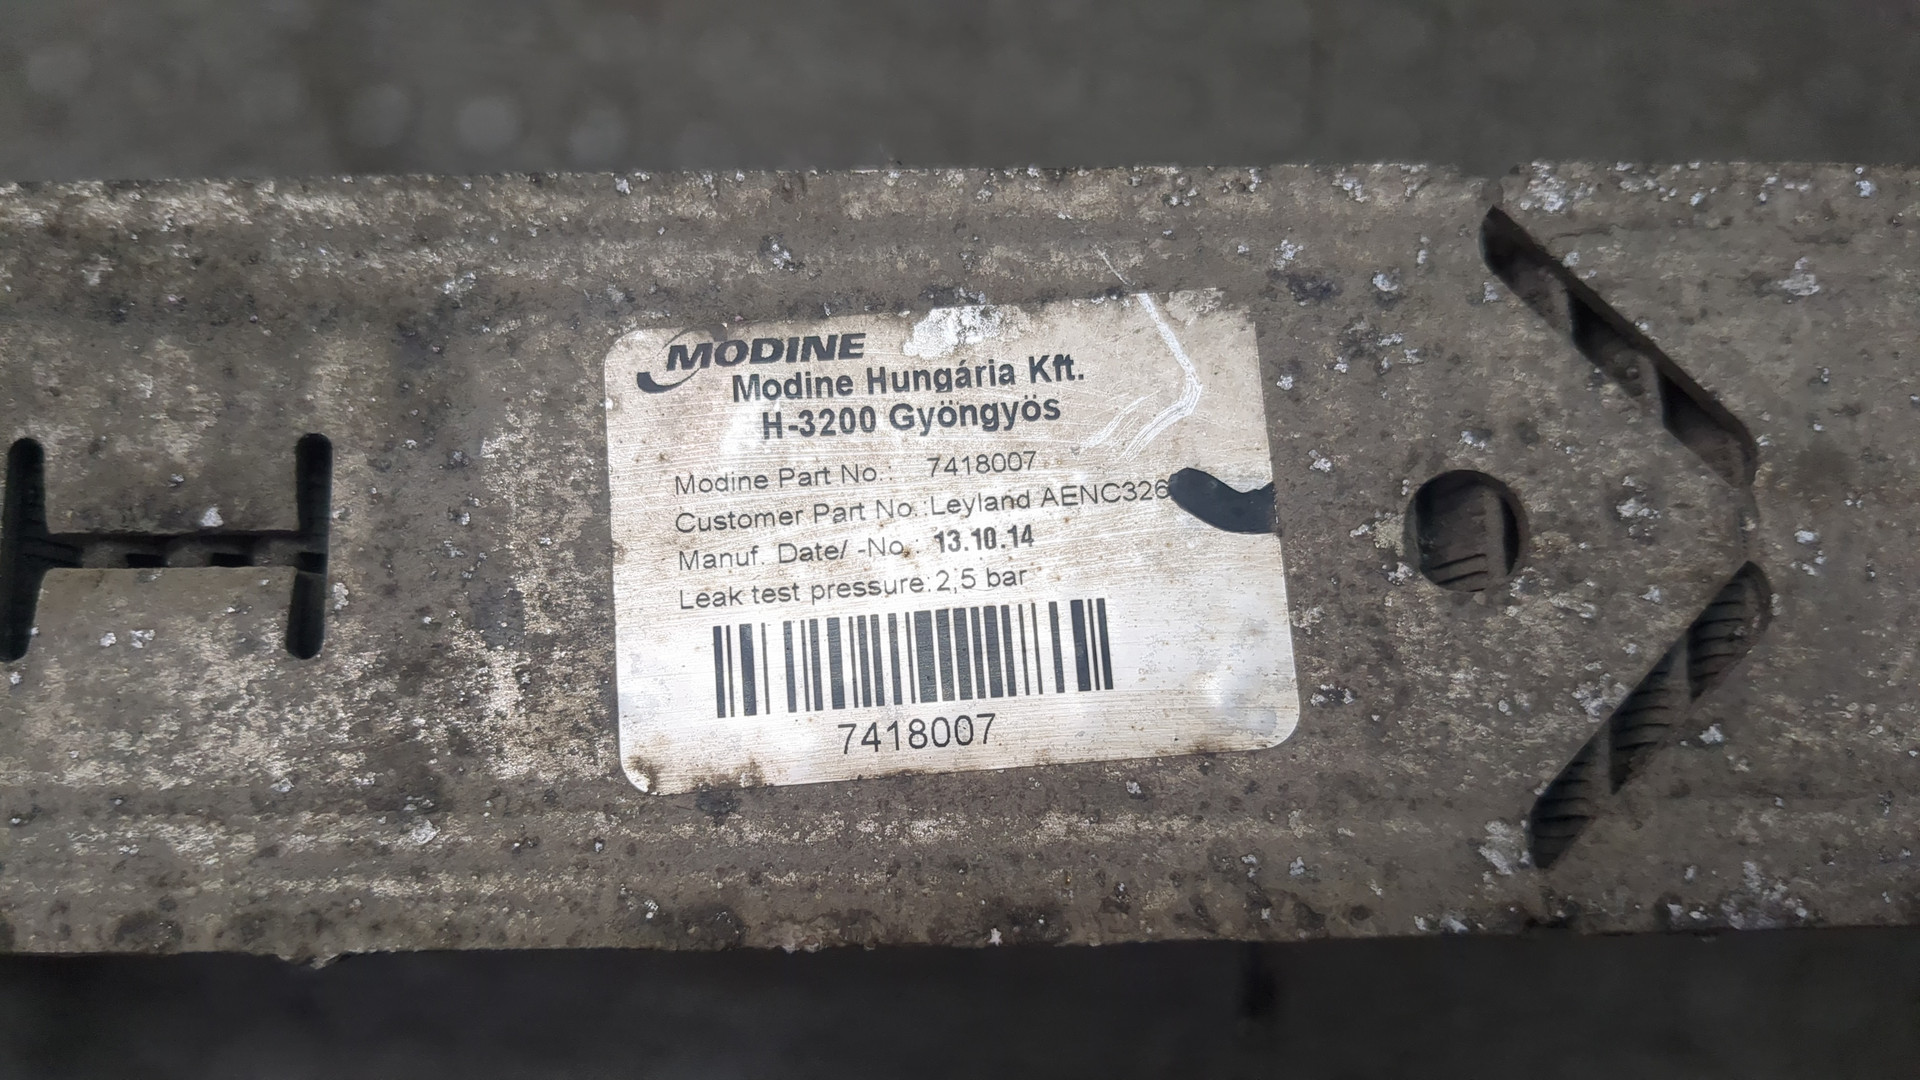 MODINE
Modine Hungária Kft.
H-3200 Gyöngyös
Modine Part No.: 7418007
Customer Part No.:Leyland AENC326
Manuf. Date/ -No.: 13.10.14
Leak test pressure:2,5 bar
7418007